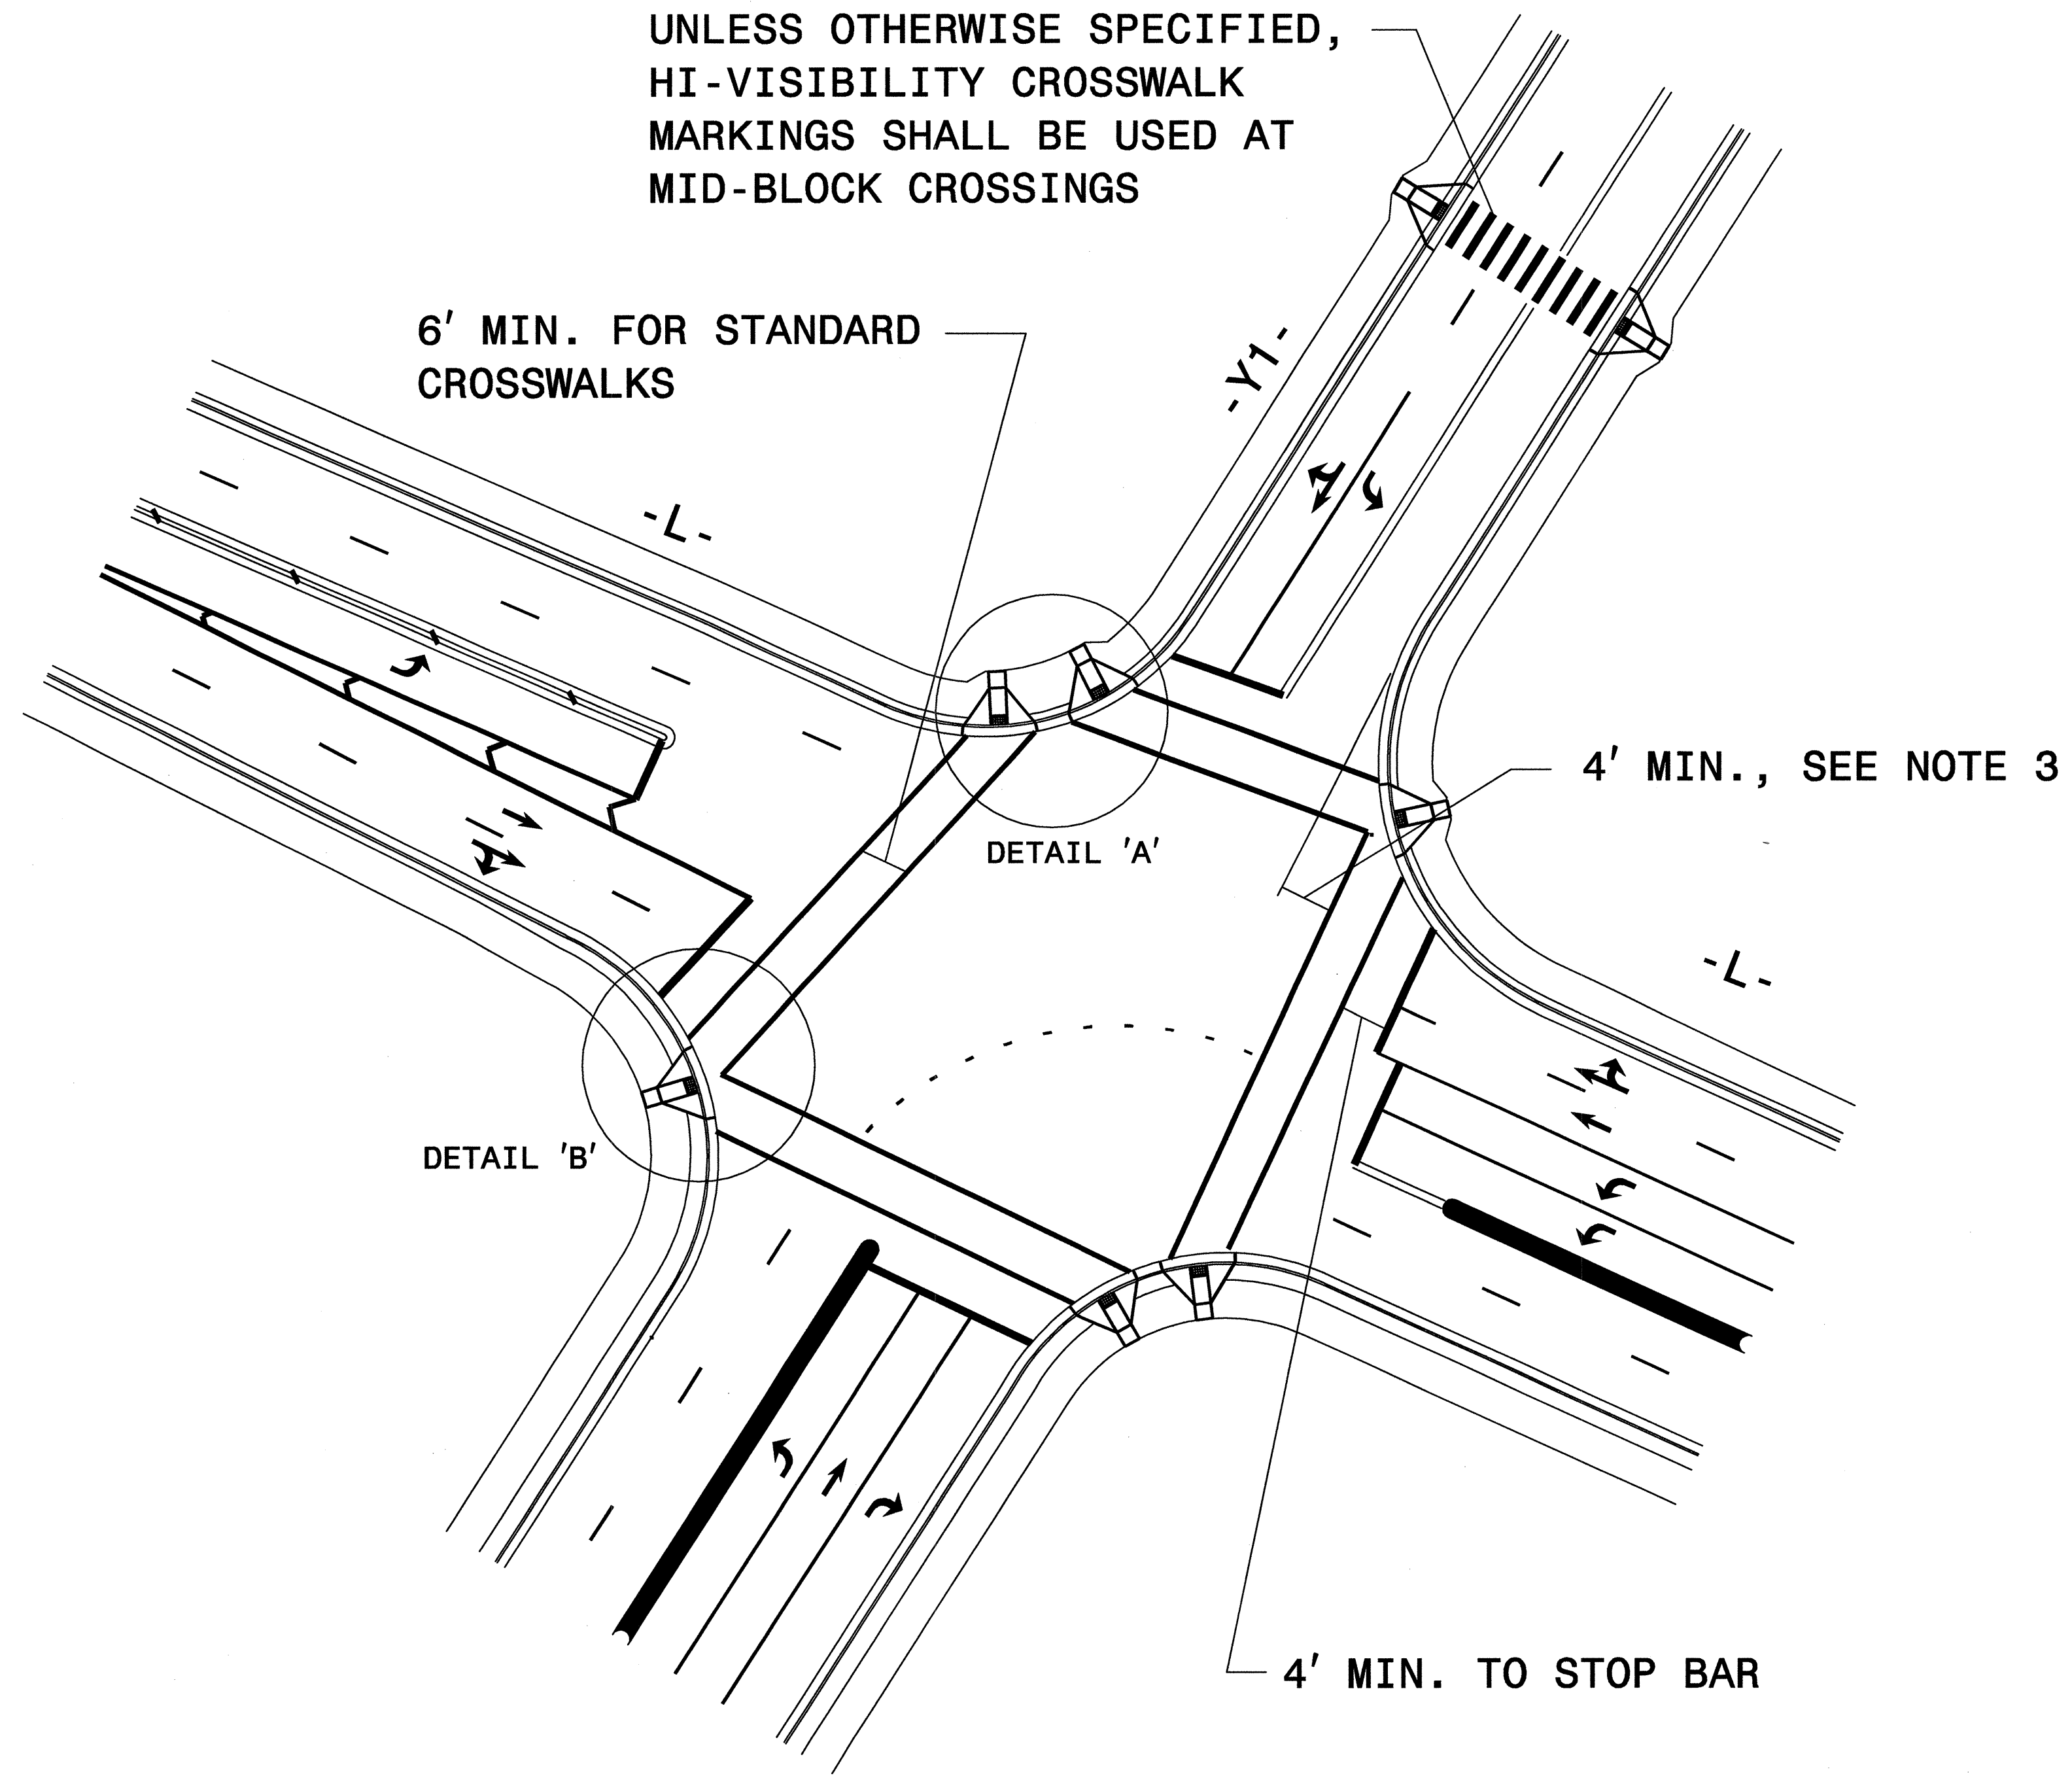 UNLESS OTHERWISE SPECIFIED,
HI-VISIBILITY CROSSWALK
MARKINGS SHALL BE USED AT
MID-BLOCK CROSSINGS
6' MIN. FOR STANDARD
CROSSWALKS
-Y1-
-L-
4' MIN., SEE NOTE 3
DETAIL 'A'
-L-
DETAIL 'B'
4' MIN. TO STOP BAR